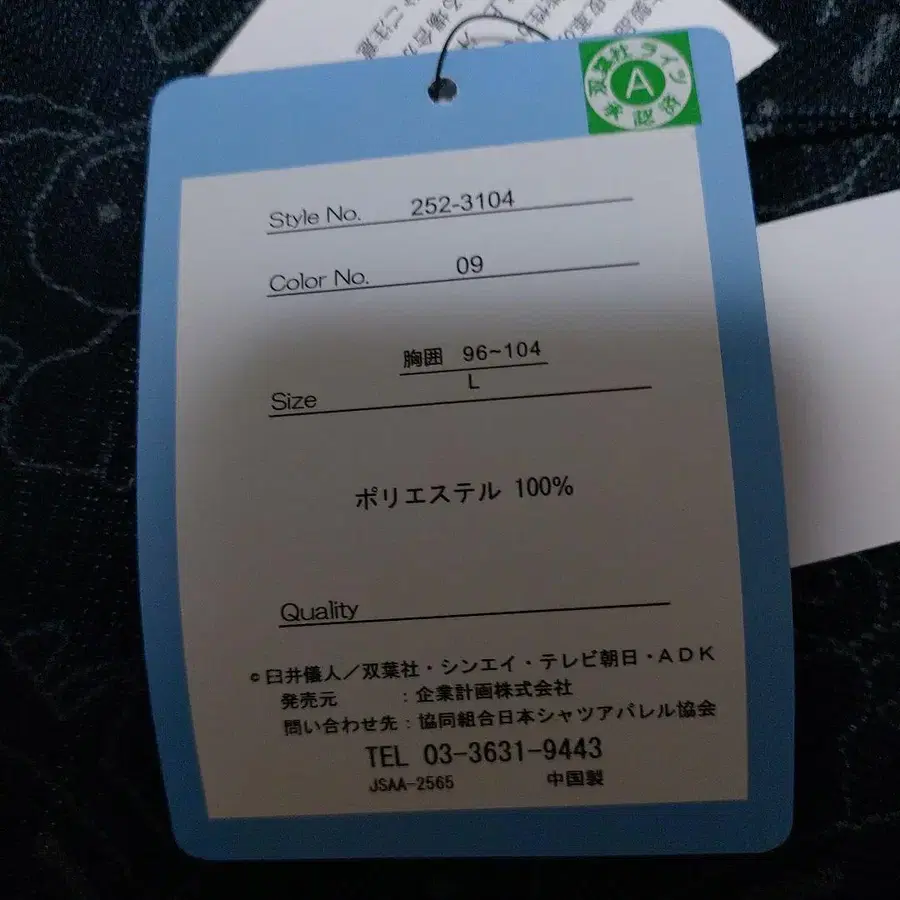 双葉社ライツ
A
承認済
Style No. 252-3104
Color No. 09
胸囲 96~104
L
Size
ポリエステル 100%
Quality
©臼井儀人／双葉社・シンエイ・テレビ朝日・ADK
発売元 :企業計画株式会社
問い合わせ先:協同組合日本シャツアパレル協会
TEL 03-3631-9443
JSAA-2565 中国製